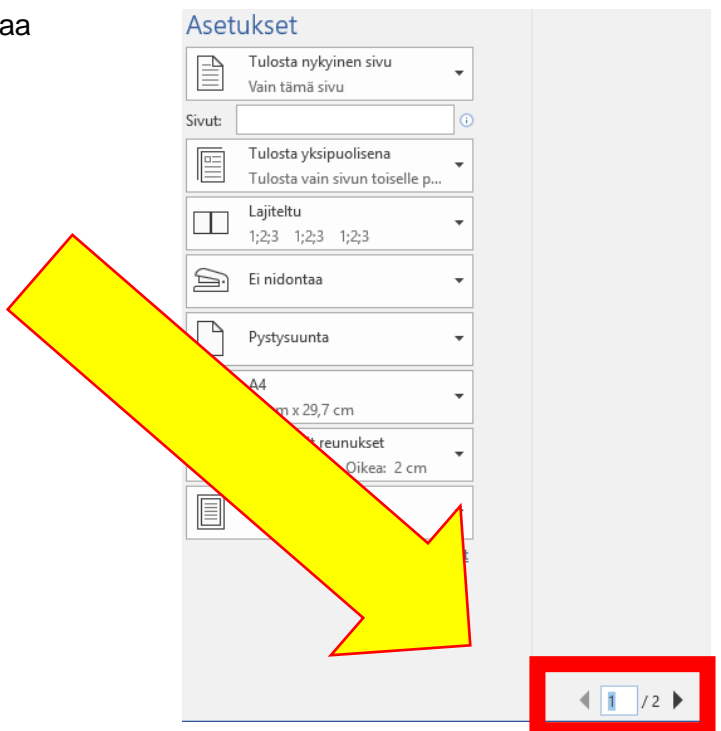 aa
Asetukset
Tulosta nykyinen sivu
Vain tämä sivu
Sivut:
Tulosta yksipuolisena
Tulosta vain sivun toiselle p...
Lajiteltu
1;2;3 1;2;3 1;2;3
Ei nidontaa
Pystysuunta
A4
x 29,7 cm
reunukset
Oikea: 2 cm
1 / 2